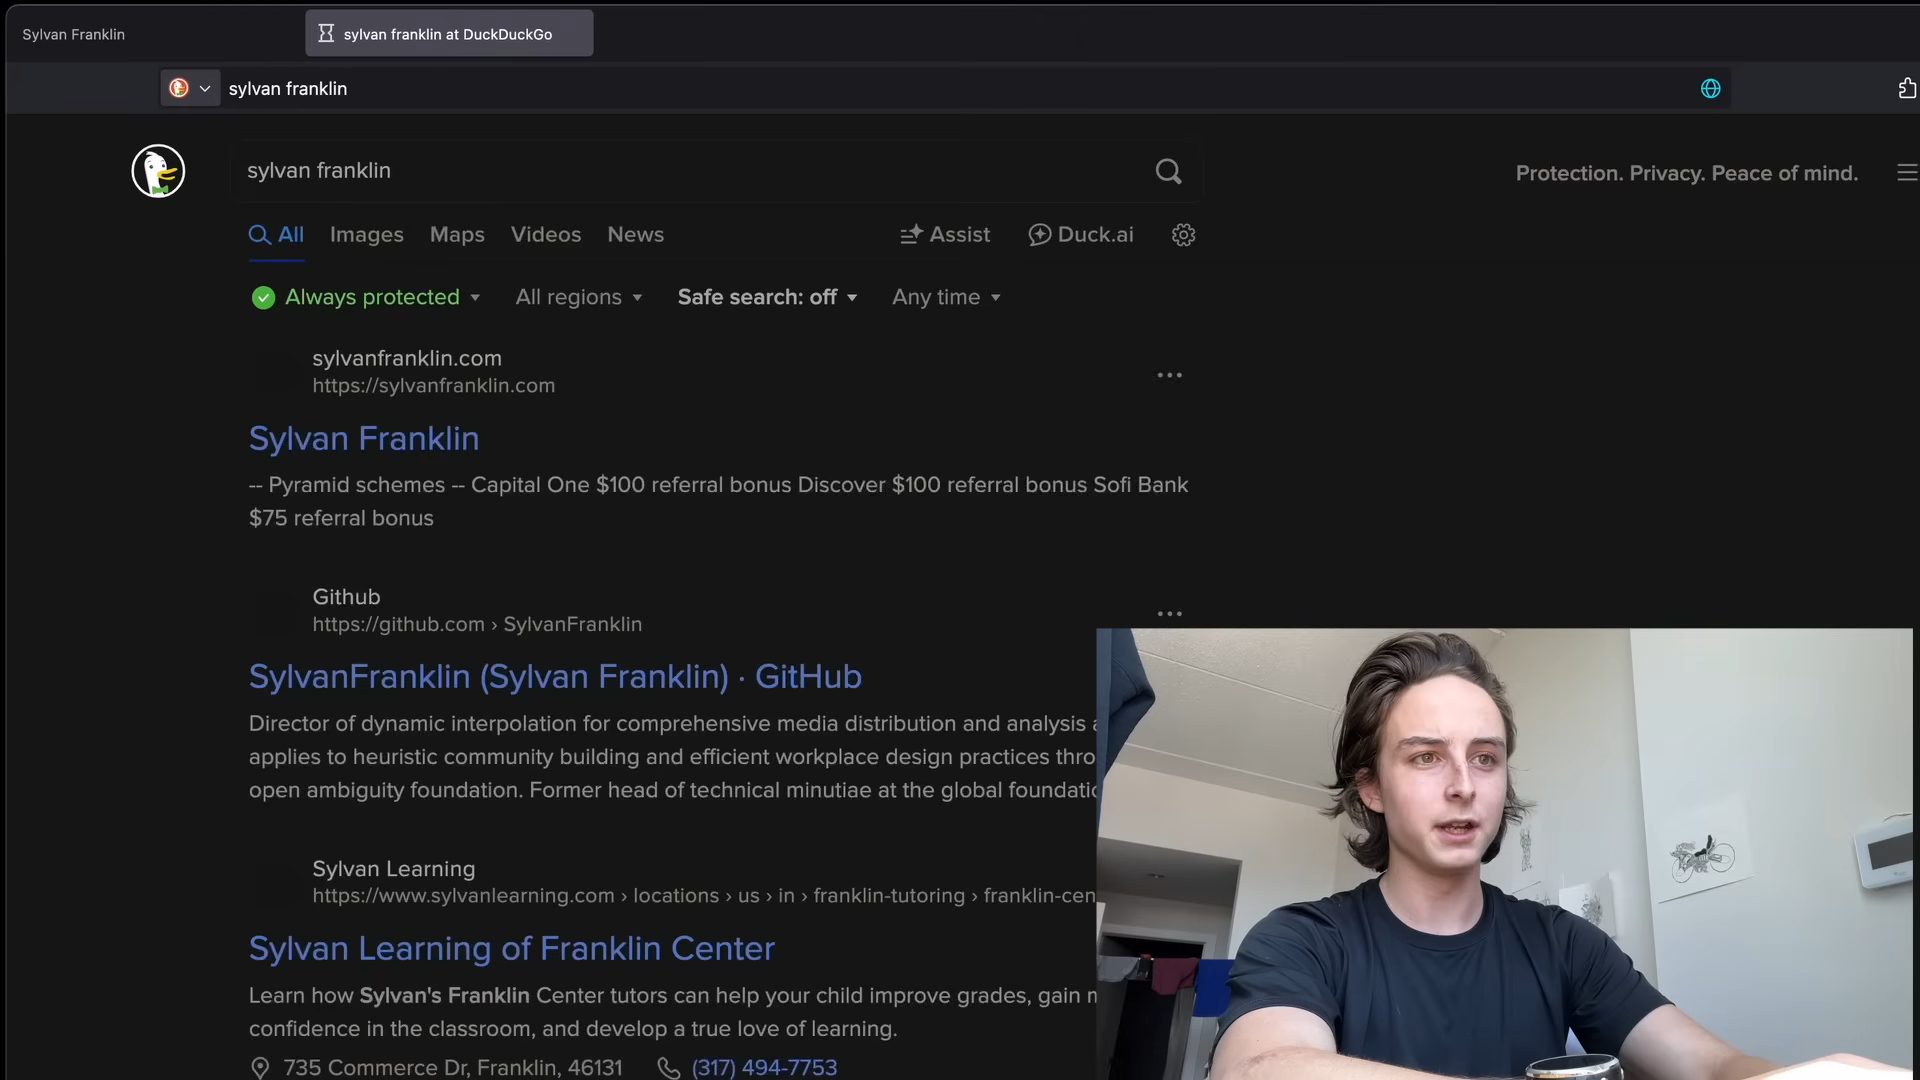 Sylvan Franklin
sylvan franklin at DuckDuckGo
sylvan franklin
sylvan franklin
Protection. Privacy. Peace of mind.
All Images Maps Videos News Assist Duck.ai
Always protected All regions Safe search: off Any time
sylvanfranklin.com
https://sylvanfranklin.com
Sylvan Franklin
-- Pyramid schemes -- Capital One $100 referral bonus Discover $100 referral bonus Sofi Bank
$75 referral bonus
Github
https://github.com › SylvanFranklin
SylvanFranklin (Sylvan Franklin) · GitHub
Director of dynamic interpolation for comprehensive media distribution and analysis
applies to heuristic community building and efficient workplace design practices
open ambiguity foundation. Former head of technical minutiae at the global
Sylvan Learning
https://www.sylvanlearning.com › locations › us › in › franklin-tutoring ›
Sylvan Learning of Franklin Center
Learn how Sylvan's Franklin Center tutors can help your child improve grades, gain
confidence in the classroom, and develop a true love of learning.
735 Commerce Dr, Franklin, 46131 (317) 494-7753